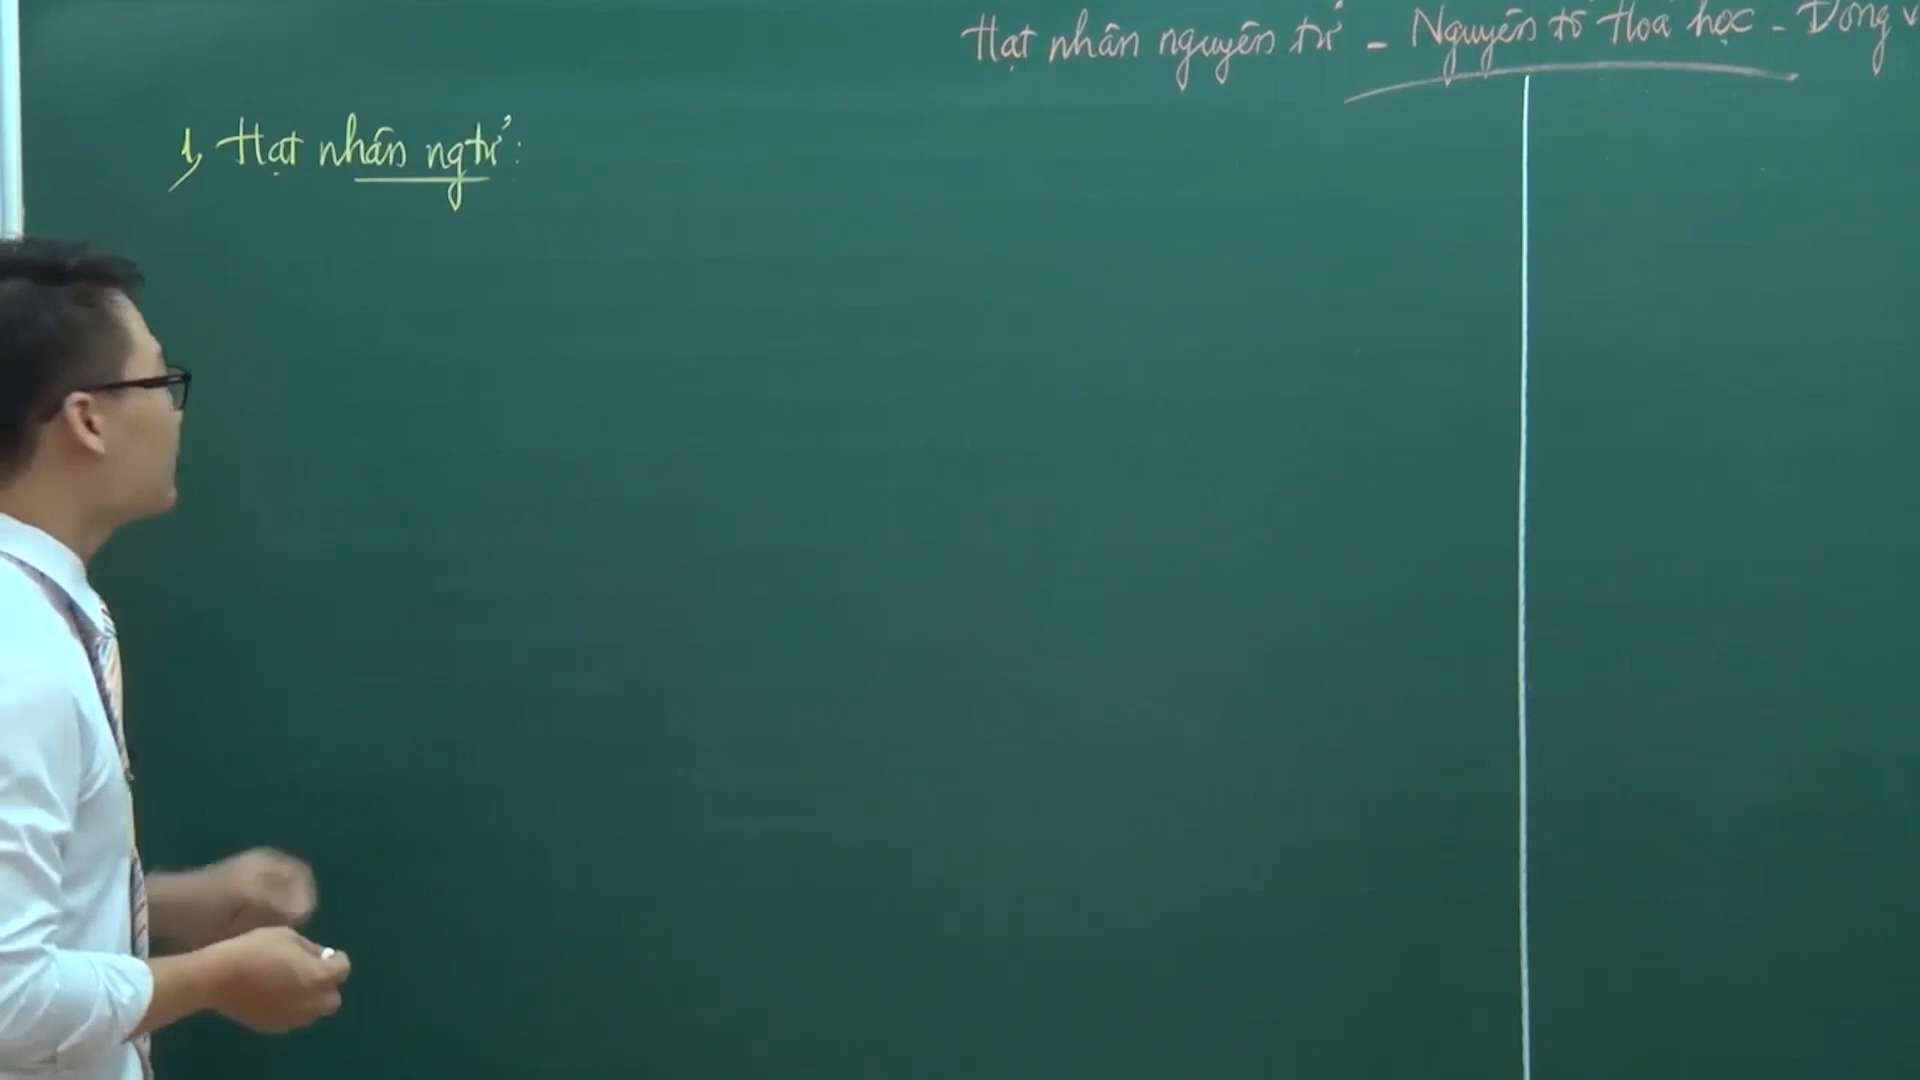 Hạt nhân nguyên tử - Nguyên tố Hoá học - Đồng v
1, Hạt nhân ngtử: